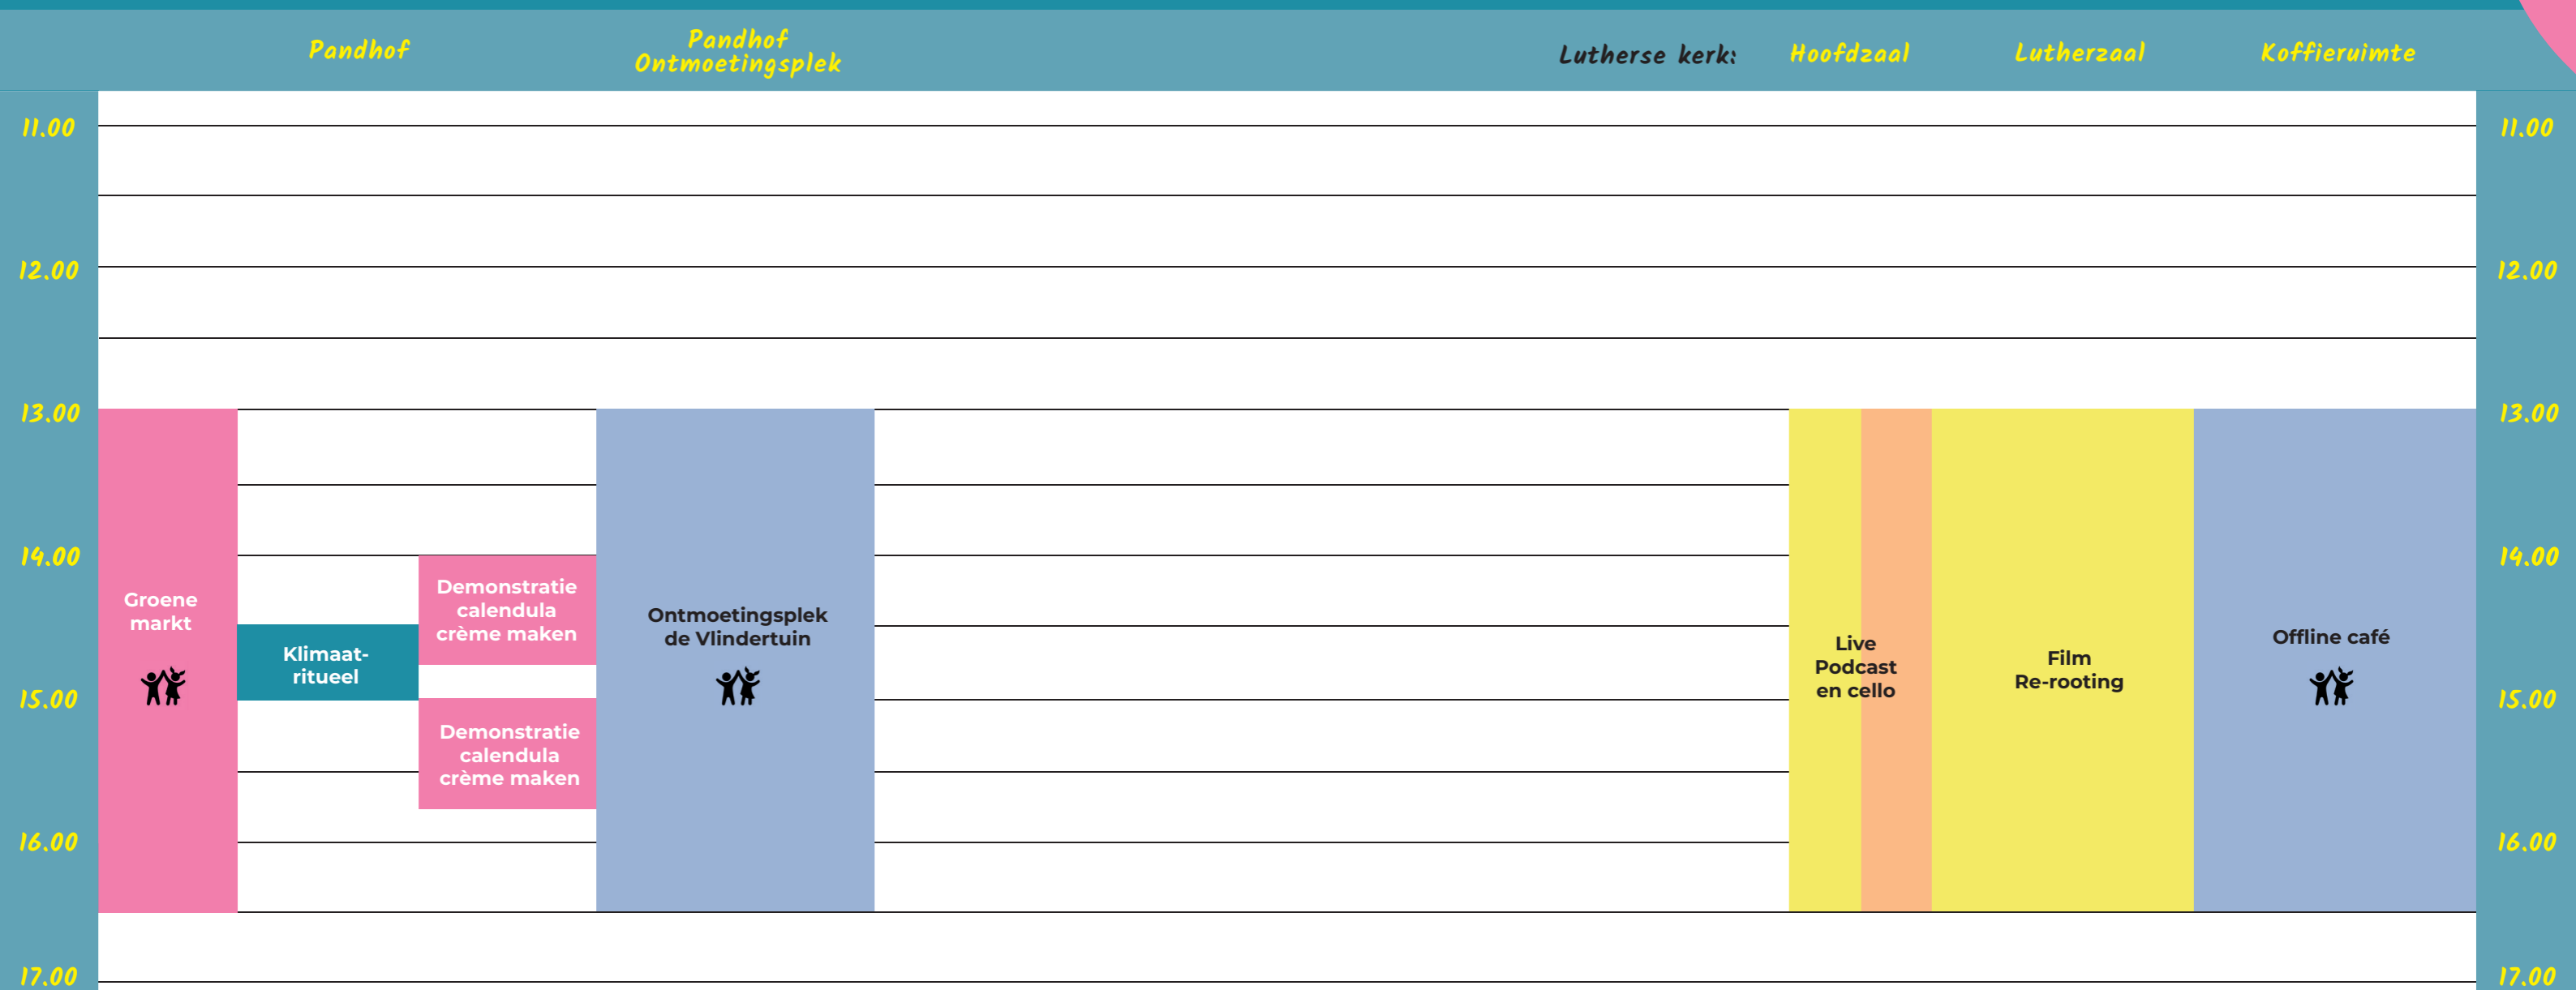 Pandhof
Pandhof
Ontmoetingsplek
Lutherse kerk:
Hoofdzaal
Lutherzaal
Koffieruimte
11.00
11.00
12.00
12.00
13.00
13.00
14.00
14.00
Groene
markt
Klimaat-
ritueel
Demonstratie
calendula
crème maken
Demonstratie
calendula
crème maken
Ontmoetingsplek
de Vlindertuin
Live
Podcast
en cello
Film
Re-rooting
Offline café
15.00
15.00
16.00
16.00
17.00
17.00